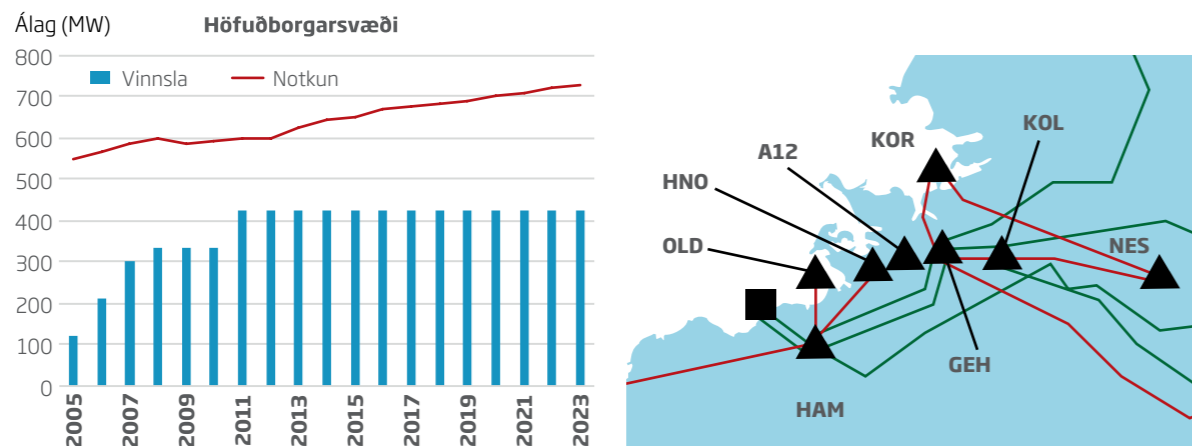 Álag (MW)
Höfuðborgarsvæði
800
700
600
500
400
300
200
100
0
Vinnsla
Notkun
2005
2007
2009
2011
2013
2015
2017
2019
2021
2023
KOL
KOR
A12
HNO
OLD
NES
GEH
HAM